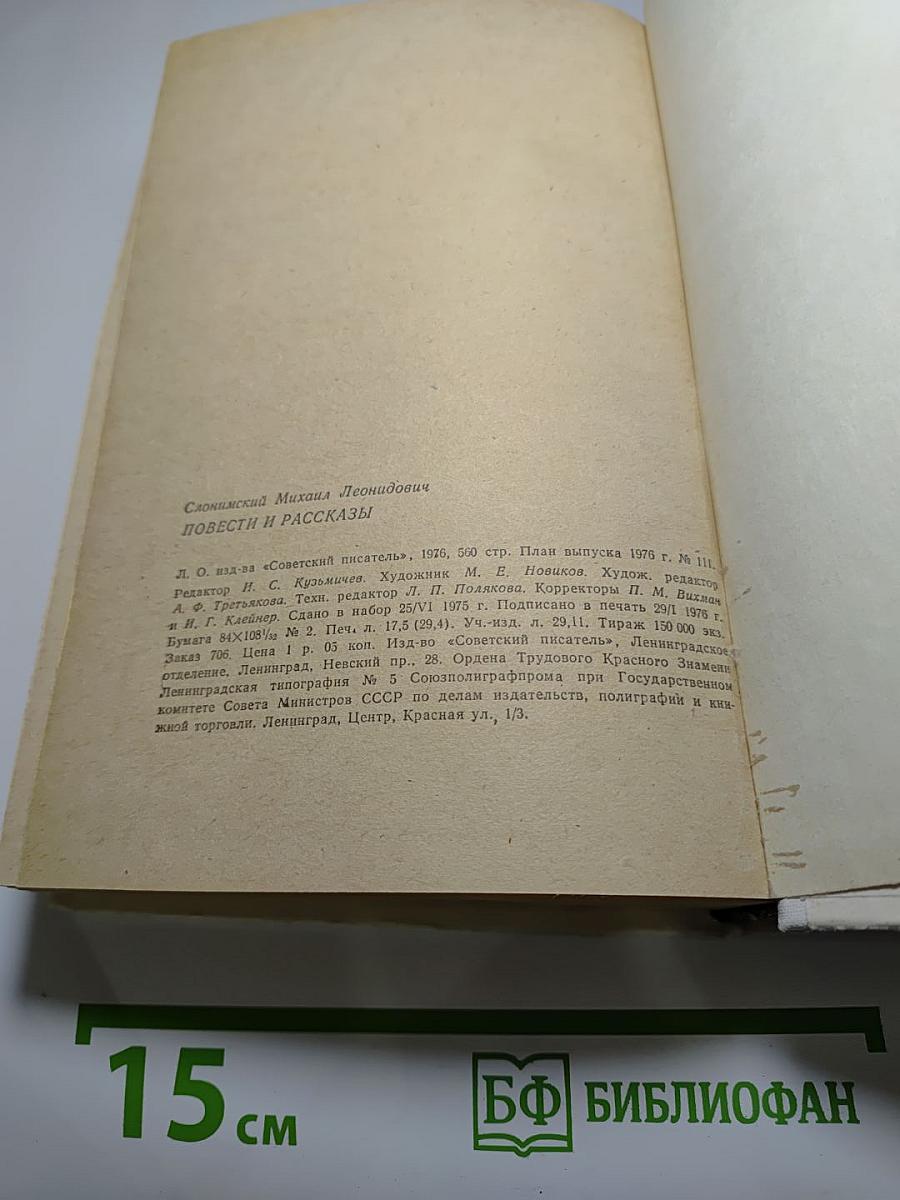 Слонимский Михаил Леонидович
ПОВЕСТИ И РАССКАЗЫ
Л. О. изд-ва «Советский писатель», 1976, 560 стр. План выпуска 1976 г. № 111.
Редактор И. С. Кузьмичев. Художник М. Е. Новиков. Худож. редактор
А. Ф. Третьякова. Техн. редактор Л. П. Полякова. Корректоры П. М. Вихман
и И. Г. Клейнер. Сдано в набор 25/VI 1975 г. Подписано в печать 29/I 1976 г.
Бумага 84×108¹/₃₂ № 2. Печ. л. 17,5 (29,4). Уч.-изд. л. 29,11. Тираж 150 000 экз.
Заказ 706. Цена 1 р. 05 коп. Изд-во «Советский писатель», Ленинградское
отделение. Ленинград, Невский пр., 28. Ордена Трудового Красного Знамени
Ленинградская типография № 5 Союзполиграфпрома при Государственном
комитете Совета Министров СССР по делам издательств, полиграфии и кни-
жной торговли. Ленинград, Центр, Красная ул., 1/3.
15 см
БФ БИБЛИОФАН